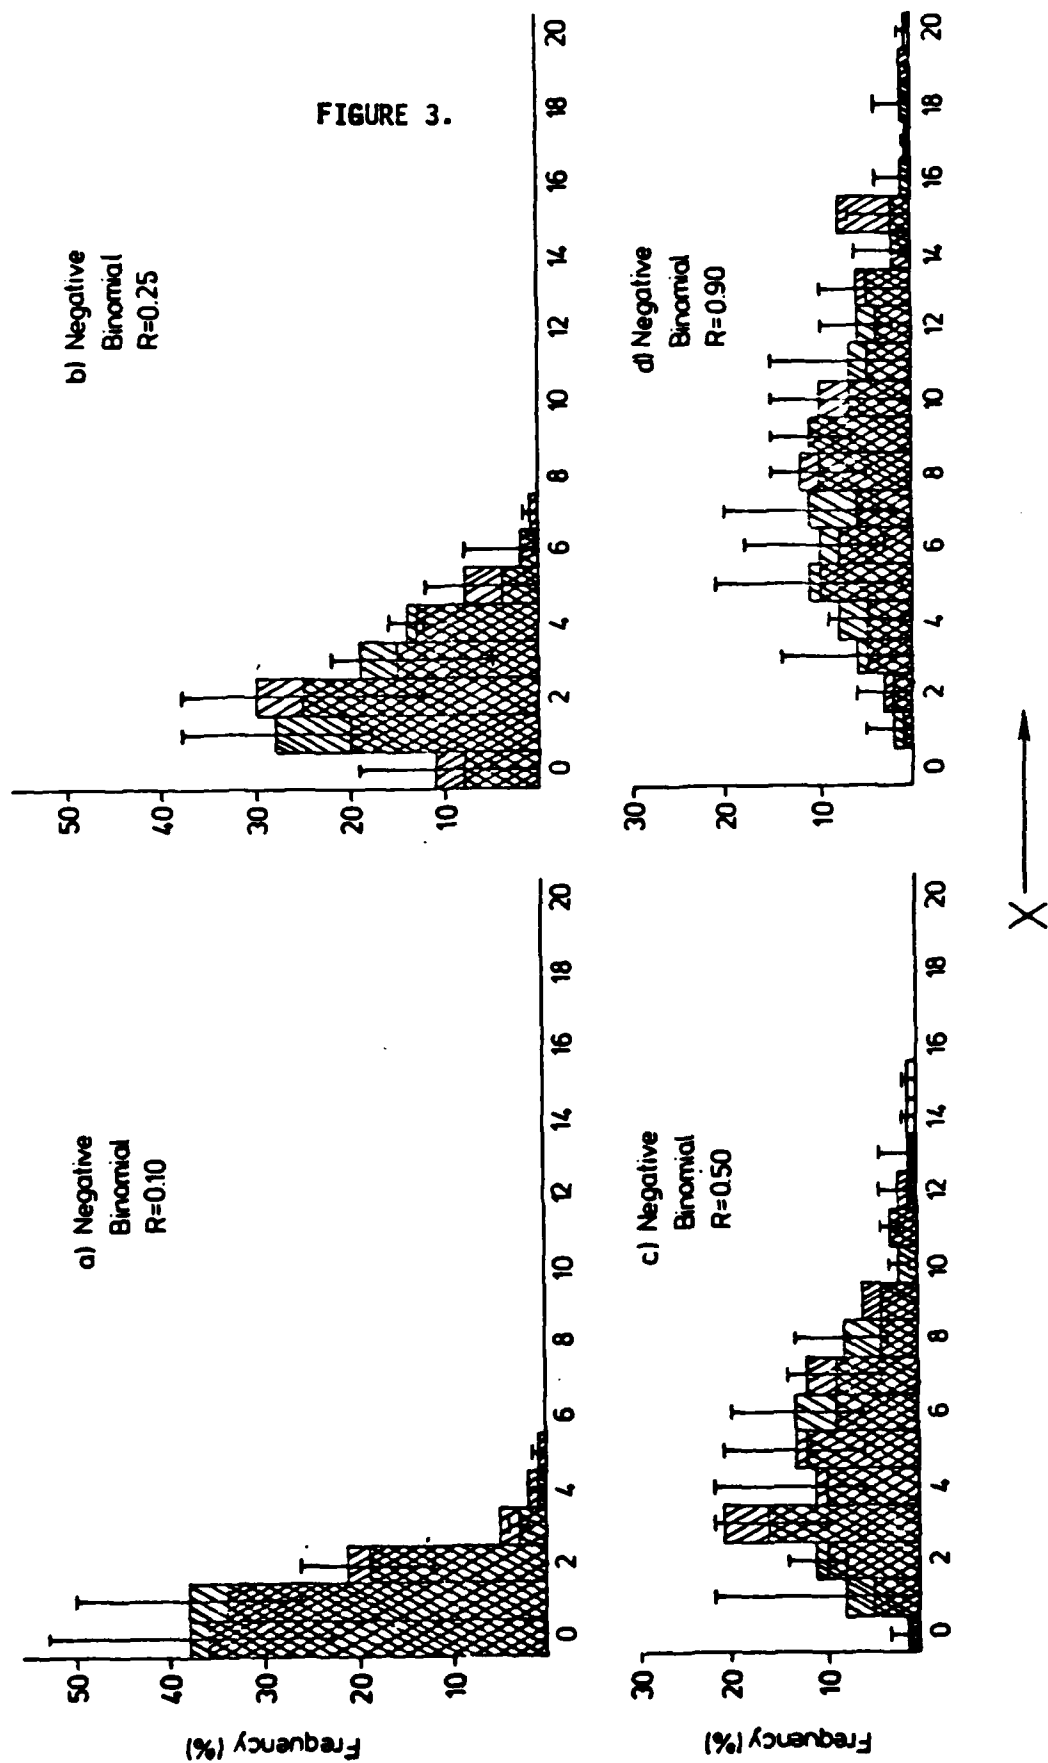 FIGURE 3.
a) Negative
Binomial
R=0.10
Frequency (%)
50
40
30
20
10
0 2 4 6 8 10 12 14 16 18 20
b) Negative
Binomial
R=0.25
50
40
30
20
10
0 2 4 6 8 10 12 14 16 18 20
c) Negative
Binomial
R=0.50
Frequency (%)
30
20
10
0 2 4 6 8 10 12 14 16 18 20
d) Negative
Binomial
R=0.90
30
20
10
0 2 4 6 8 10 12 14 16 18 20
X